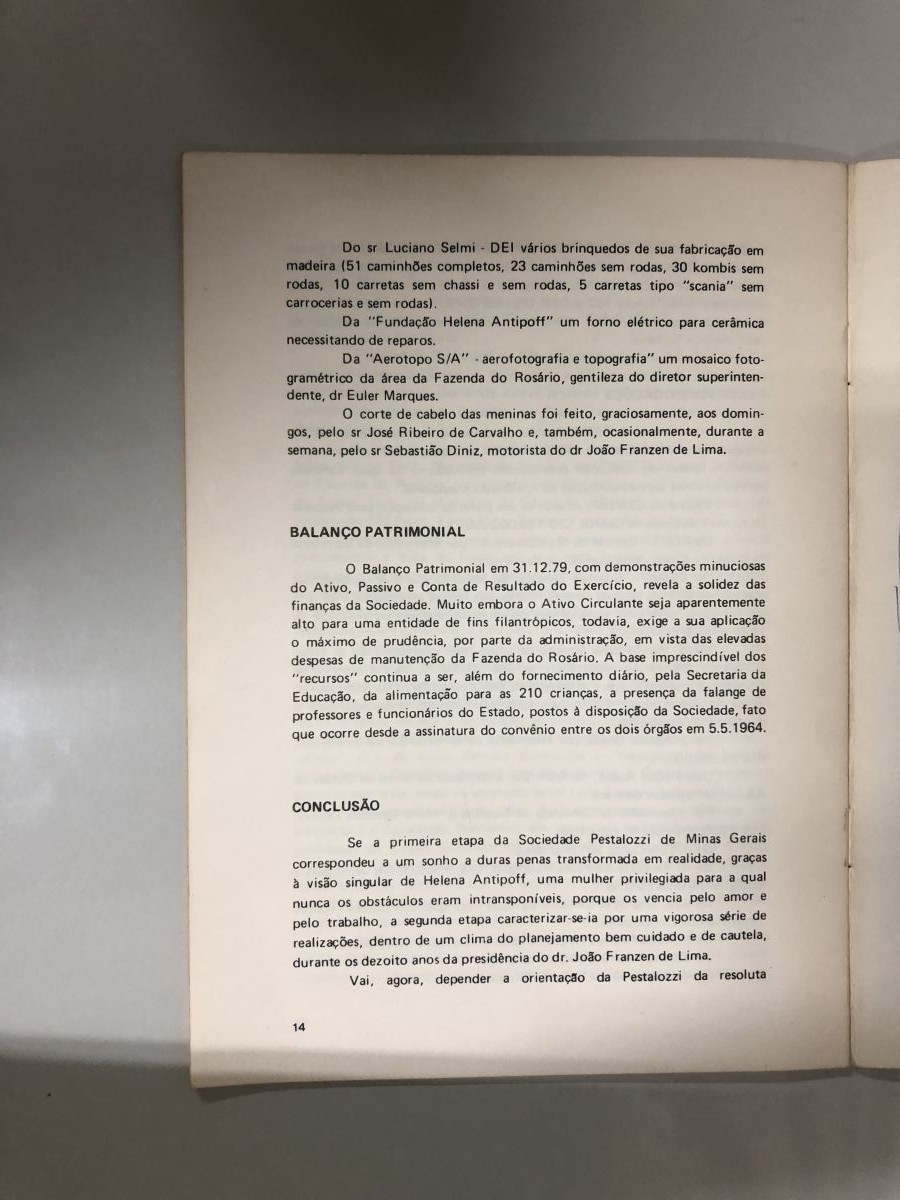 Do sr Luciano Selmi - DEI vários brinquedos de sua fabricação em
madeira (51 caminhões completos, 23 caminhões sem rodas, 30 kombis sem
rodas, 10 carretas sem chassi e sem rodas, 5 carretas tipo "scania" sem
carrocerias e sem rodas).
Da "Fundação Helena Antipoff" um forno elétrico para cerâmica
necessitando de reparos.
Da "Aerotopo S/A" - aerofotografia e topografia" um mosaico foto-
gramétrico da área da Fazenda do Rosário, gentileza do diretor superinten-
dente, dr Euler Marques.
O corte de cabelo das meninas foi feito, graciosamente, aos domin-
gos, pelo sr José Ribeiro de Carvalho e, também, ocasionalmente, durante a
semana, pelo sr Sebastião Diniz, motorista do dr João Franzen de Lima.
BALANÇO PATRIMONIAL
O Balanço Patrimonial em 31.12.79, com demonstrações minuciosas
do Ativo, Passivo e Conta de Resultado do Exercício, revela a solidez das
finanças da Sociedade. Muito embora o Ativo Circulante seja aparentemente
alto para uma entidade de fins filantrópicos, todavia, exige a sua aplicação
o máximo de prudência, por parte da administração, em vista das elevadas
despesas de manutenção da Fazenda do Rosário. A base imprescindível dos
"recursos" continua a ser, além do fornecimento diário, pela Secretaria da
Educação, da alimentação para as 210 crianças, a presença da falange de
professores e funcionários do Estado, postos à disposição da Sociedade, fato
que ocorre desde a assinatura do convênio entre os dois órgãos em 5.5.1964.
CONCLUSÃO
Se a primeira etapa da Sociedade Pestalozzi de Minas Gerais
correspondeu a um sonho a duras penas transformada em realidade, graças
à visão singular de Helena Antipoff, uma mulher privilegiada para a qual
nunca os obstáculos eram intransponíveis, porque os vencia pelo amor e
pelo trabalho, a segunda etapa caracterizar-se-ia por uma vigorosa série de
realizações, dentro de um clima do planejamento bem cuidado e de cautela,
durante os dezoito anos da presidência do dr. João Franzen de Lima.
Vai, agora, depender a orientação da Pestalozzi da resoluta
14